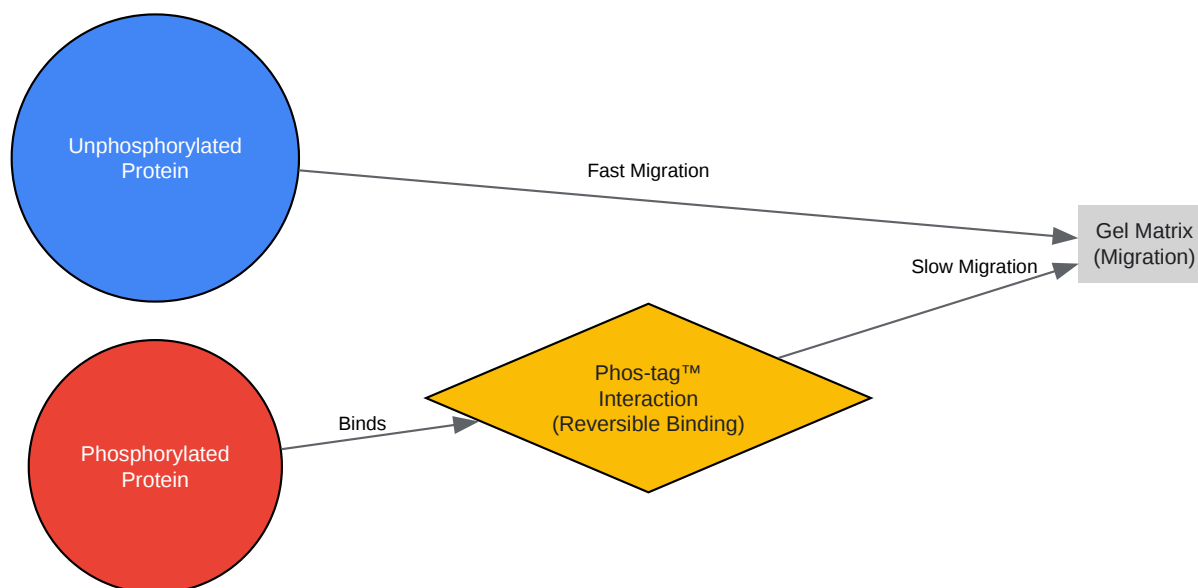 Unphosphorylated
Protein
Fast Migration
Gel Matrix
(Migration)
Slow Migration
Phos-tag™
Interaction
(Reversible Binding)
Binds
Phosphorylated
Protein